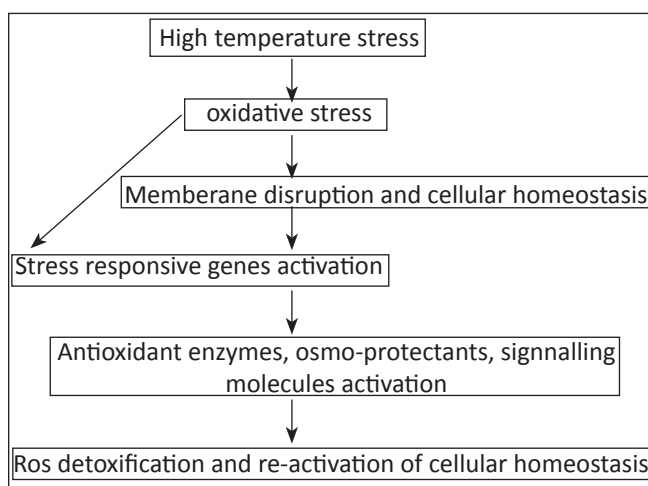 High temperature stress
oxidative stress
Memberane disruption and cellular homeostasis
Stress responsive genes activation
Antioxidant enzymes, osmo-protectants, signnalling
molecules activation
Ros detoxification and re-activation of cellular homeostasis